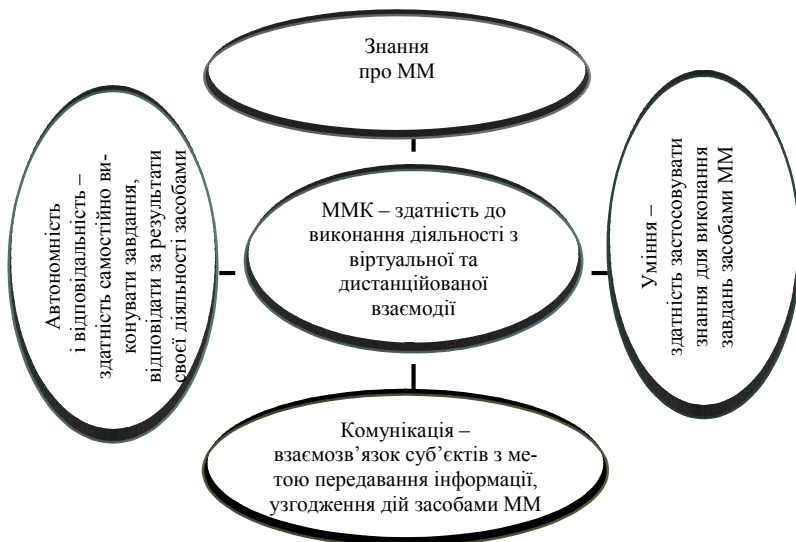 Знання
про ММ
Автономність
і відповідальність –
здатність самостійно ви-
конувати завдання,
відповідати за результати
своєї діяльності засобами
ММК – здатність до
виконання діяльності з
віртуальної та
дистанційованої
взаємодії
Уміння –
здатність застосовувати
знання для виконання
завдань засобами ММ
Комунікація –
взаємозв’язок суб’єктів з ме-
тою передавання інформації,
узгодження дій засобами ММ